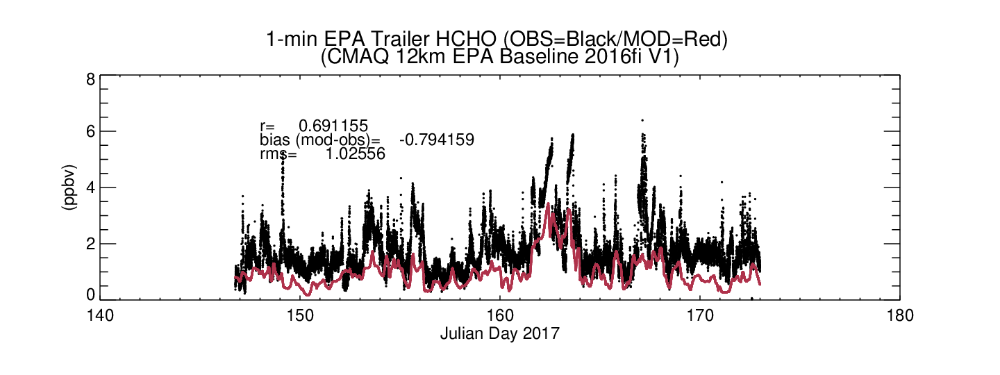 1-min EPA Trailer HCHO (OBS=Black/MOD=Red)
(CMAQ 12km EPA Baseline 2016fi V1)
8
6
4
2
0
(ppbv)
r= 0.691155
bias (mod-obs)= -0.794159
rms= 1.02556
140 150 160 170 180
Julian Day 2017